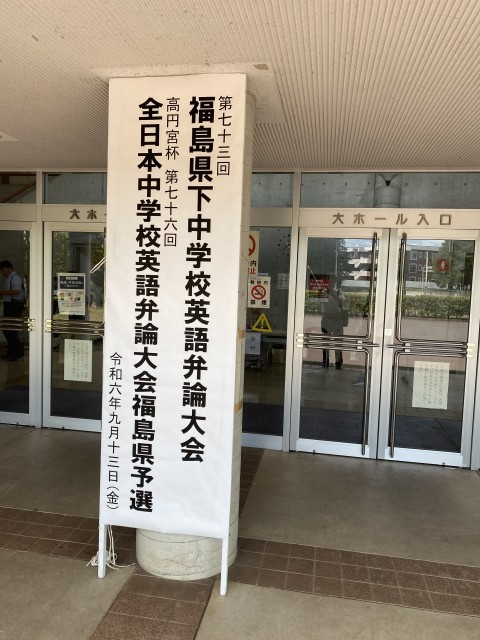 第七十三回
福島県下中学校英語弁論大会
高円宮杯 第七十六回
全日本中学校英語弁論大会福島県予選
令和六年九月十三日(金)
大ホー
大ホール入口